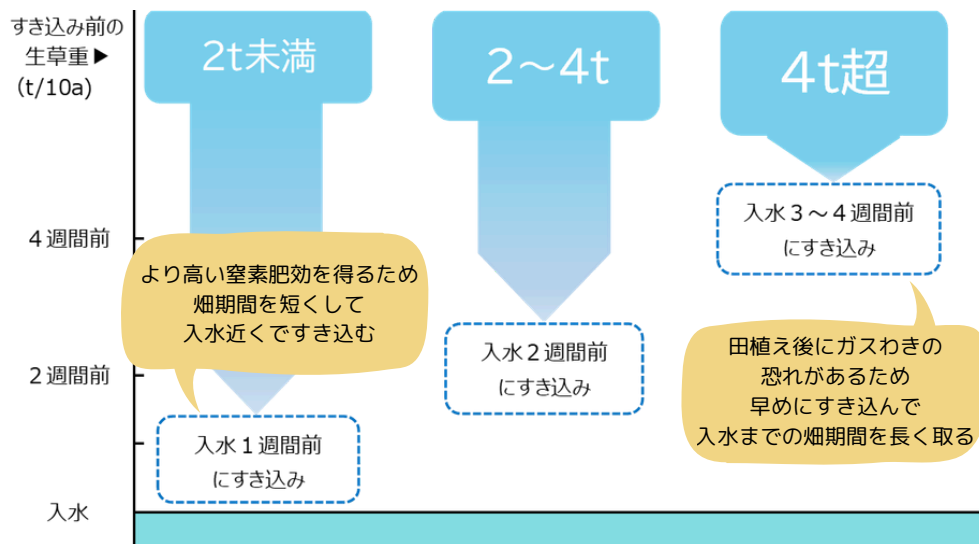 すき込み前の
生草重▶
(t/10a)
2t未満
2～4t
4t超
4週間前
2週間前
入水
より高い窒素肥効を得るため
畑期間を短くして
入水近くですき込む
入水1週間前
にすき込み
入水2週間前
にすき込み
入水3～4週間前
にすき込み
田植え後にガスわきの
恐れがあるため
早めにすき込んで
入水までの畑期間を長く取る